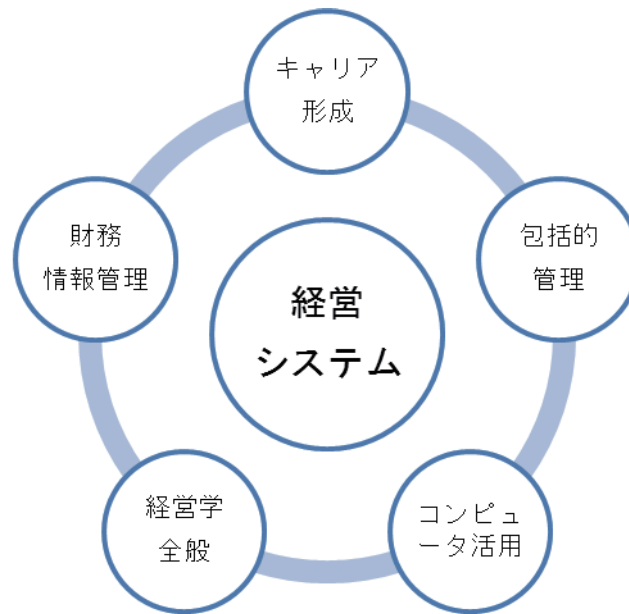 キャリア
形成
財務
情報管理
包括的
管理
経営
システム
経営学
全般
コンピュ
ータ活用